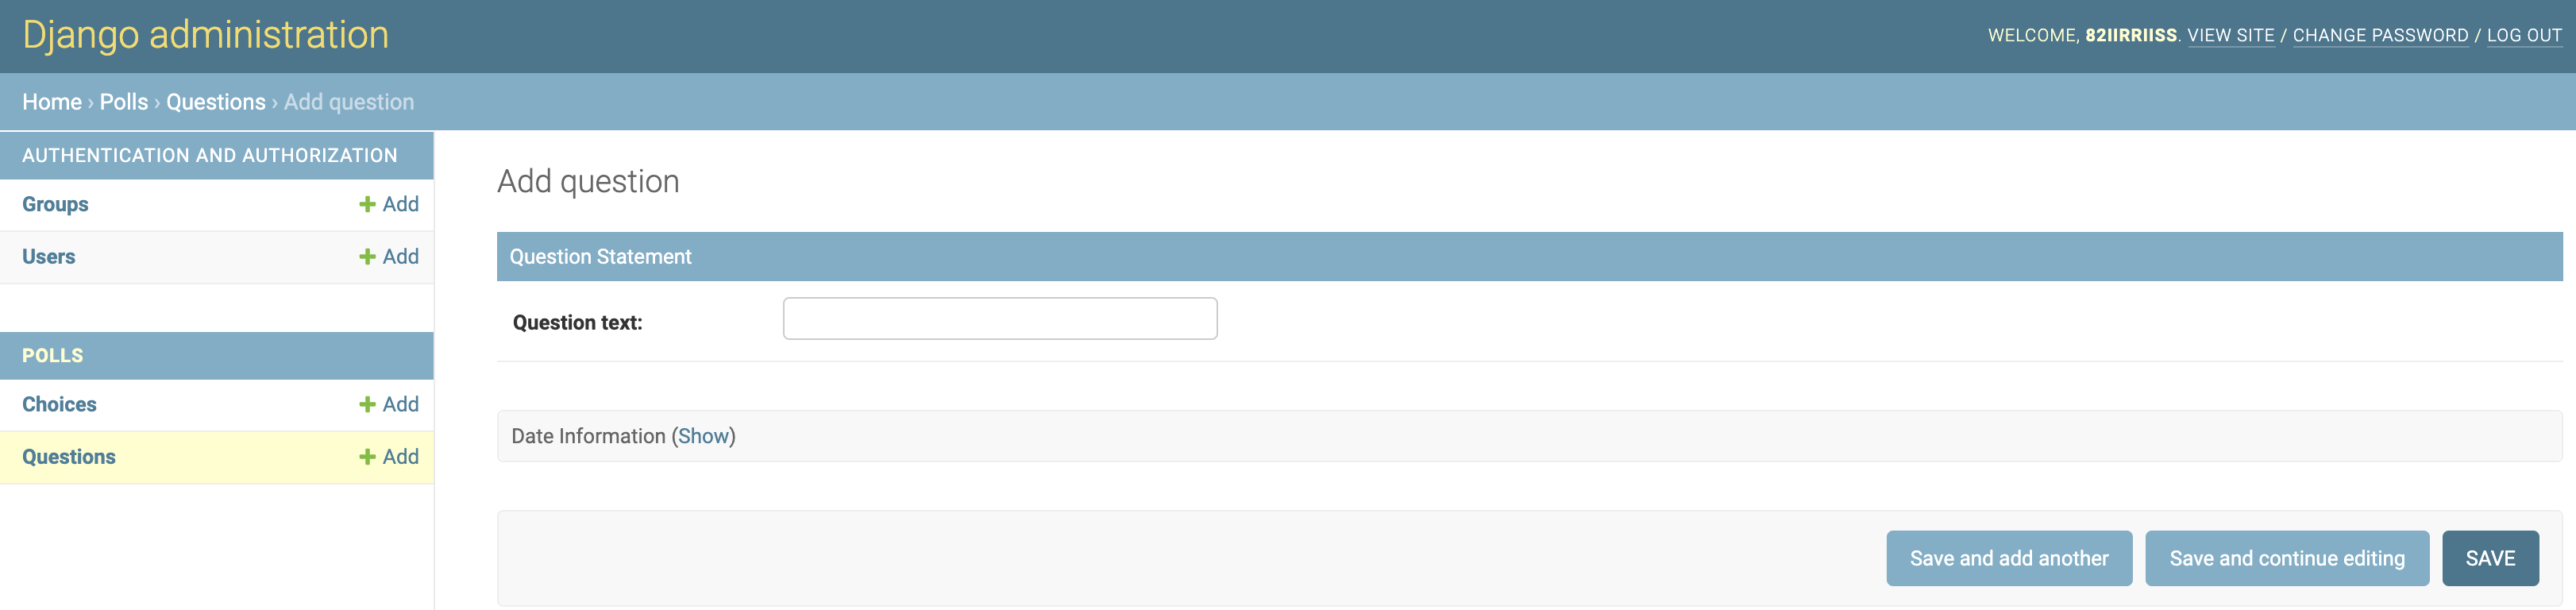 Django administration
WELCOME, 82IIRRIISS. VIEW SITE / CHANGE PASSWORD / LOG OUT
Home › Polls › Questions › Add question
AUTHENTICATION AND AUTHORIZATION
Groups + Add
Users + Add
POLLS
Choices + Add
Questions + Add
Add question
Question Statement
Question text:
Date Information (Show)
Save and add another
Save and continue editing
SAVE